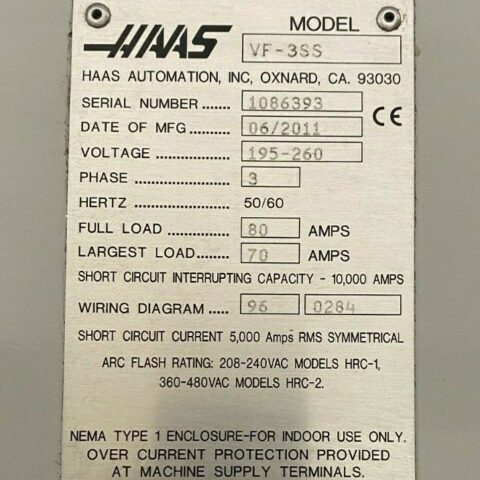 HAAS MODEL VF-3SS
HAAS AUTOMATION, INC, OXNARD, CA. 93030
SERIAL NUMBER ...... 1086393 CE
DATE OF MFG ........ 06/2011
VOLTAGE .............. 195-260
PHASE .................. 3
HERTZ .................. 50/60
FULL LOAD ........... 80 AMPS
LARGEST LOAD...... 70 AMPS
SHORT CIRCUIT INTERRUPTING CAPACITY - 10,000 AMPS
WIRING DIAGRAM ..... 96 0284
SHORT CIRCUIT CURRENT 5,000 Amps RMS SYMMETRICAL
ARC FLASH RATING: 208-240VAC MODELS HRC-1,
360-480VAC MODELS HRC-2.
NEMA TYPE 1 ENCLOSURE-FOR INDOOR USE ONLY.
OVER CURRENT PROTECTION PROVIDED
AT MACHINE SUPPLY TERMINALS.